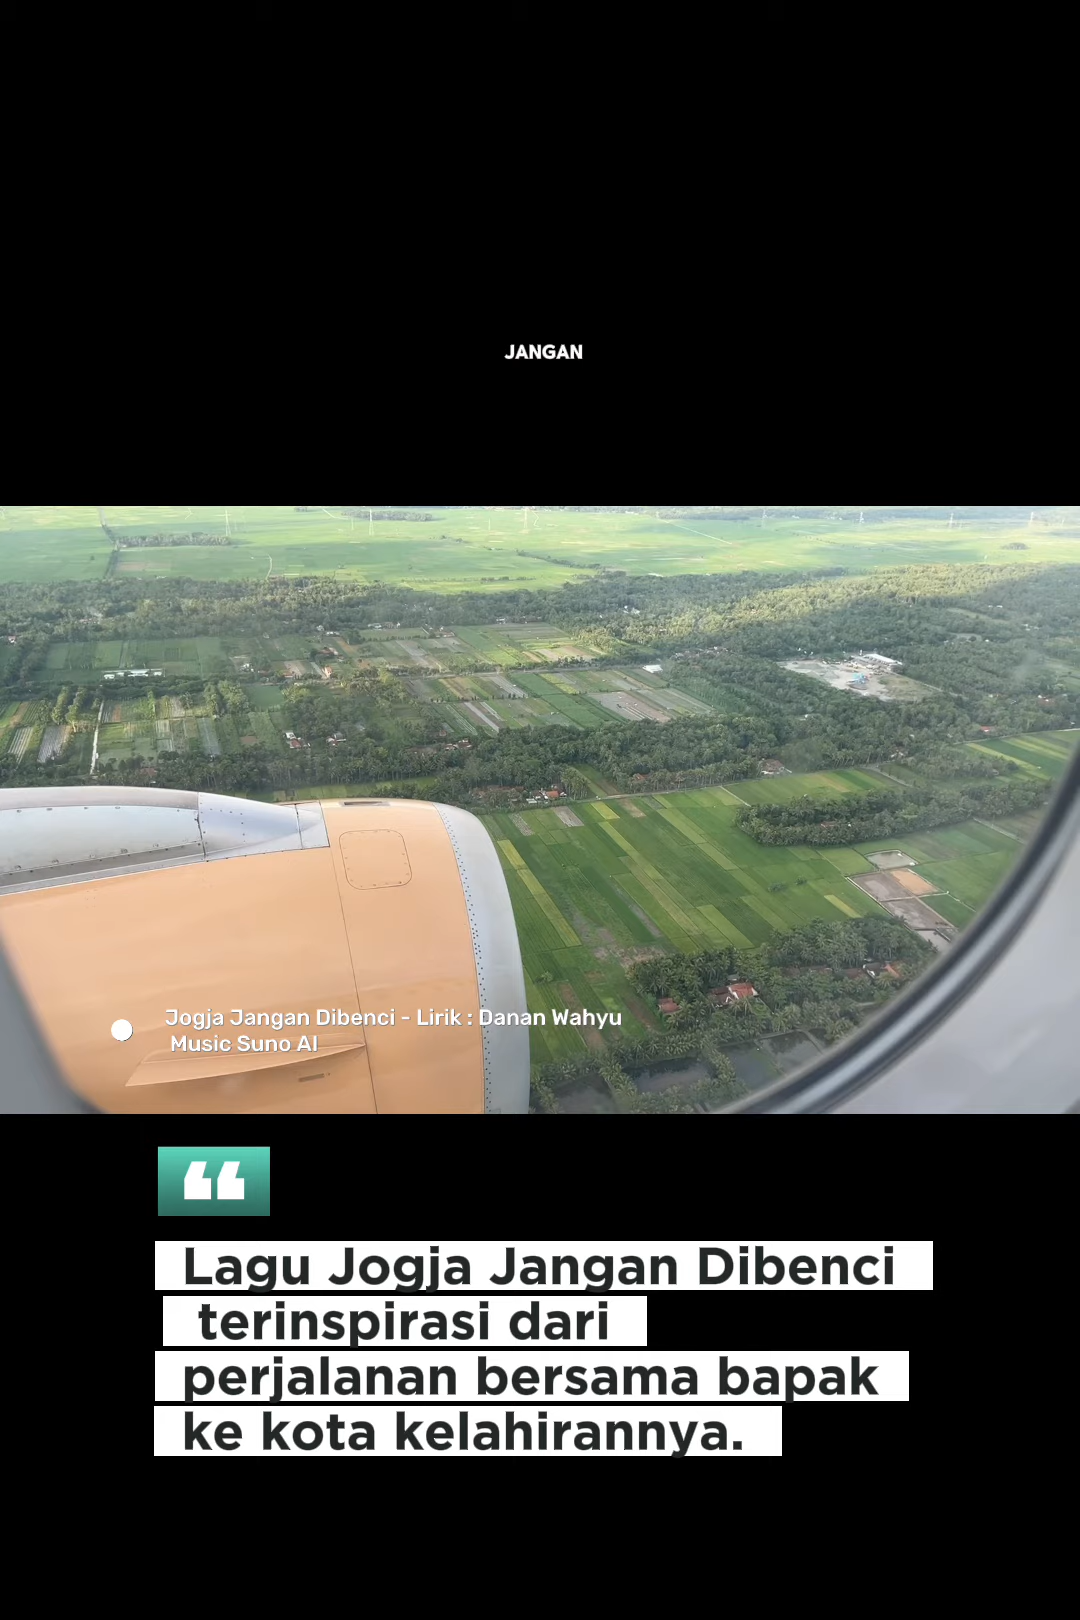 JANGAN
Jogja Jangan Dibenci - Lirik : Danan Wahyu
Music Suno AI
“
Lagu Jogja Jangan Dibenci
terinspirasi dari
perjalanan bersama bapak
ke kota kelahirannya.